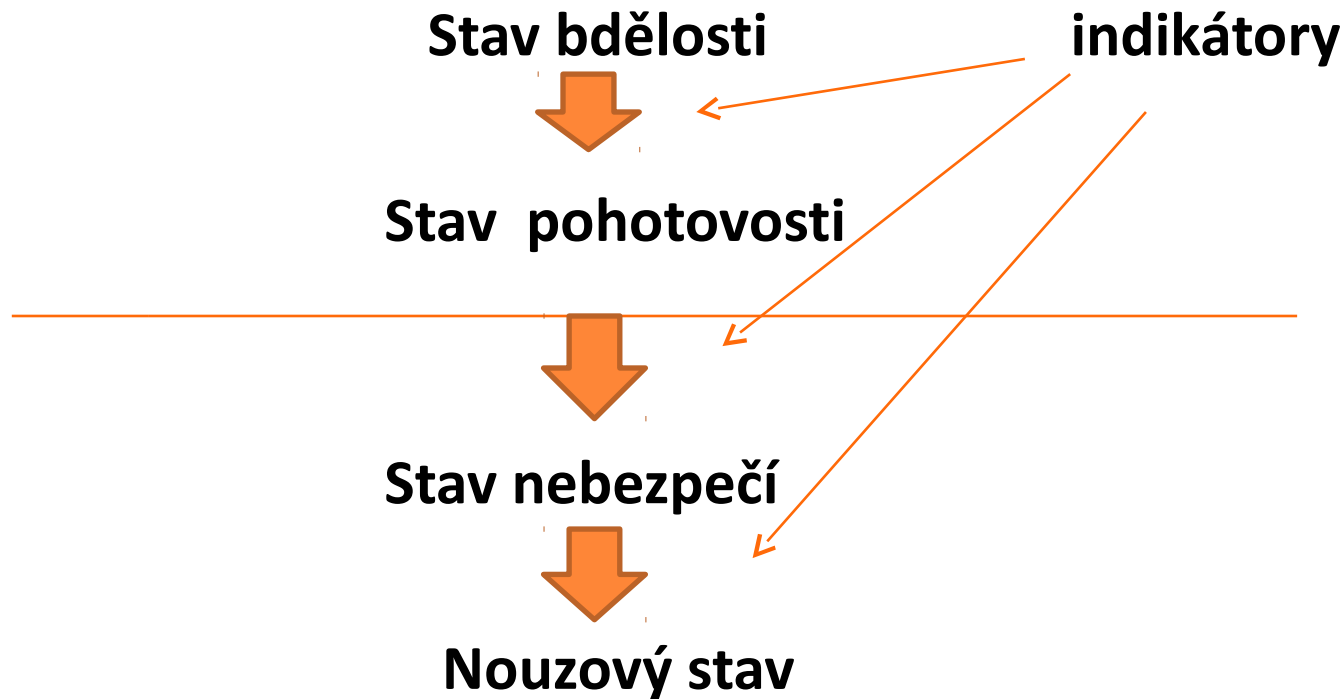 Stav bdělosti
indikátory
Stav pohotovosti
Stav nebezpečí
Nouzový stav